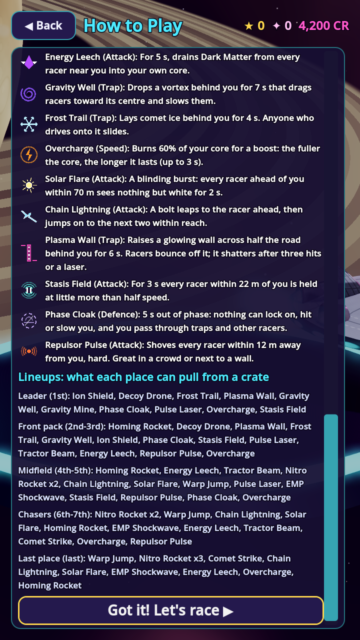 ◀ Back
How to Play
★ 0 ✦ 0 4,200 CR
Energy Leech (Attack): For 5 s, drains Dark Matter from every
racer near you into your own core.
Gravity Well (Trap): Drops a vortex behind you for 7 s that drags
racers toward its centre and slows them.
Frost Trail (Trap): Lays comet ice behind you for 4 s. Anyone who
drives onto it slides.
Overcharge (Speed): Burns 60% of your core for a boost: the fuller
the core, the longer it lasts (up to 3 s).
Solar Flare (Attack): A blinding burst: every racer ahead of you
within 70 m sees nothing but white for 2 s.
Chain Lightning (Attack): A bolt leaps to the racer ahead, then
jumps on to the next two within reach.
Plasma Wall (Trap): Raises a glowing wall across half the road
behind you for 6 s. Racers bounce off it; it shatters after three hits
or a laser.
Stasis Field (Attack): For 3 s every racer within 22 m of you is held
at little more than half speed.
Phase Cloak (Defence): 5 s out of phase: nothing can lock on, hit
or slow you, and you pass through traps and other racers.
Repulsor Pulse (Attack): Shoves every racer within 12 m away
from you, hard. Great in a crowd or next to a wall.
Lineups: what each place can pull from a crate
Leader (1st): Ion Shield, Decoy Drone, Frost Trail, Plasma Wall, Gravity
Well, Gravity Mine, Phase Cloak, Pulse Laser, Overcharge, Stasis Field
Front pack (2nd-3rd): Homing Rocket, Decoy Drone, Plasma Wall, Frost
Trail, Gravity Well, Ion Shield, Phase Cloak, Stasis Field, Pulse Laser,
Tractor Beam, Energy Leech, Repulsor Pulse, Overcharge
Midfield (4th-5th): Homing Rocket, Energy Leech, Tractor Beam, Nitro
Rocket x2, Chain Lightning, Solar Flare, Warp Jump, Pulse Laser, EMP
Shockwave, Stasis Field, Repulsor Pulse, Phase Cloak, Overcharge
Chasers (6th-7th): Nitro Rocket x2, Warp Jump, Chain Lightning, Solar
Flare, Homing Rocket, EMP Shockwave, Energy Leech, Tractor Beam,
Comet Strike, Overcharge, Repulsor Pulse
Last place (last): Warp Jump, Nitro Rocket x3, Comet Strike, Chain
Lightning, Solar Flare, EMP Shockwave, Energy Leech, Overcharge,
Homing Rocket
Got it! Let's race ▶